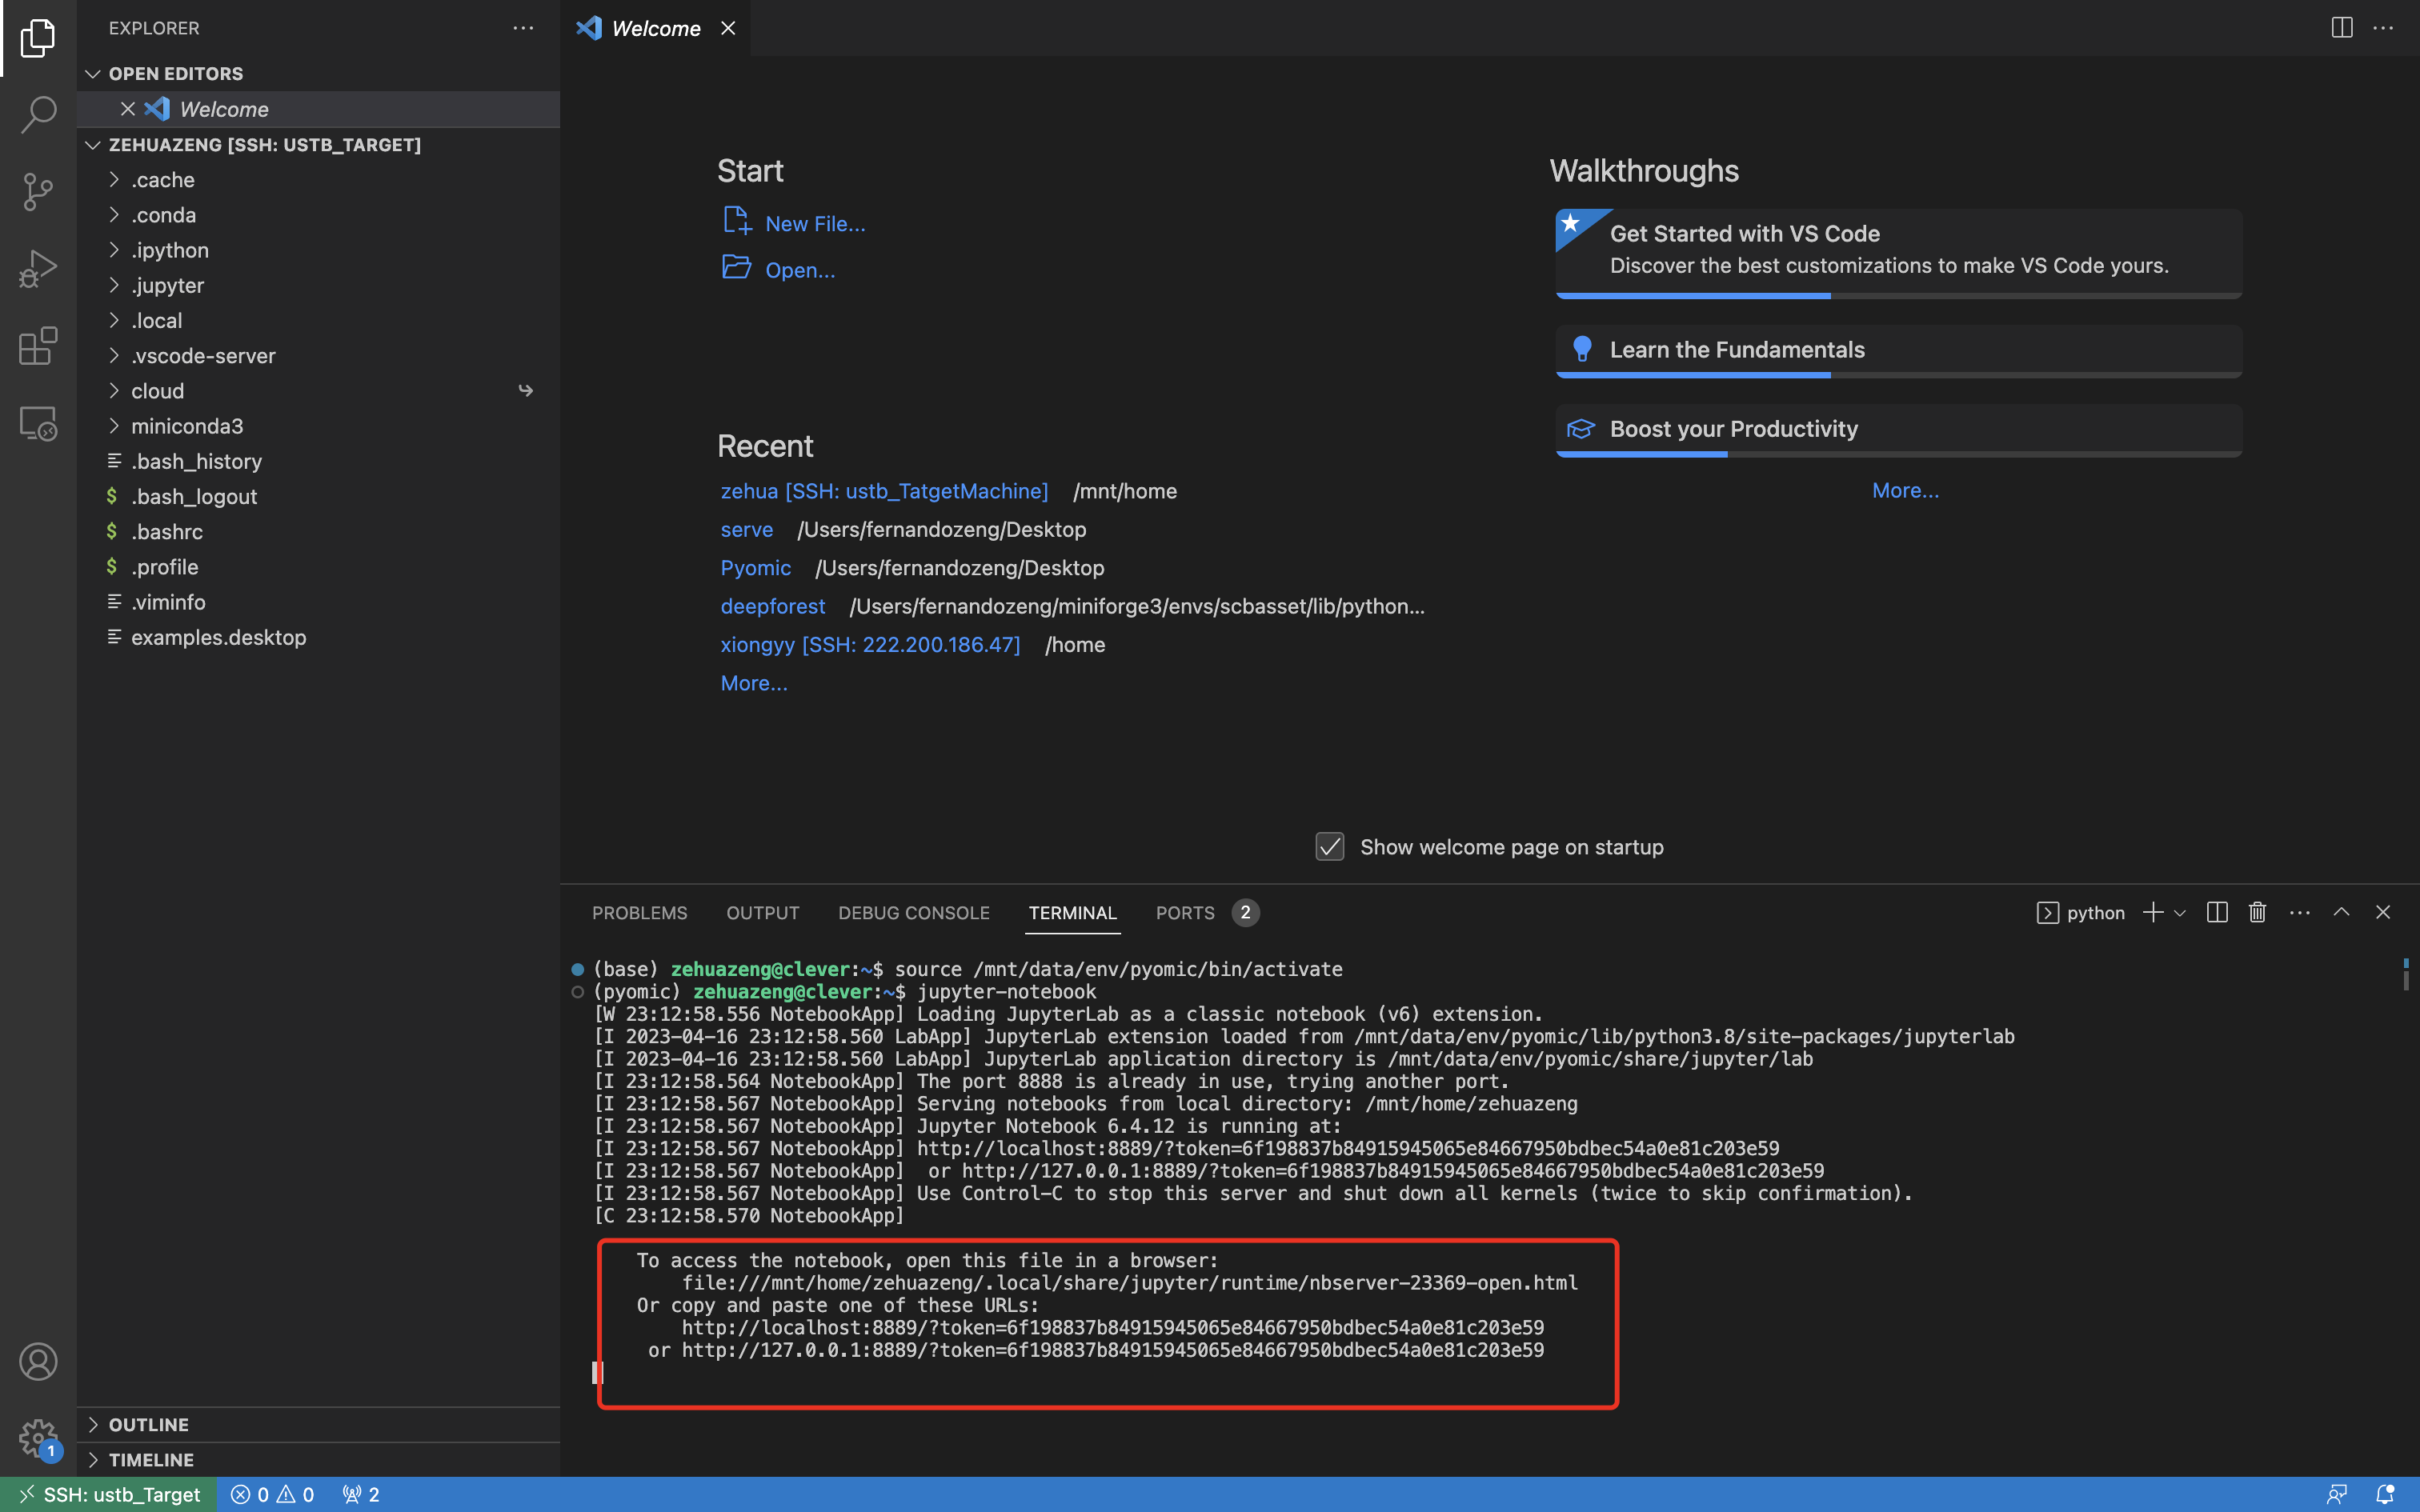 EXPLORER
OPEN EDITORS
Welcome
ZEHUAZENG [SSH: USTB_TARGET]
.cache
.conda
.ipython
.jupyter
.local
.vscode-server
cloud
miniconda3
.bash_history
$ .bash_logout
$ .bashrc
$ .profile
.viminfo
examples.desktop
OUTLINE
TIMELINE
Welcome
Start
New File...
Open...
Recent
zehua [SSH: ustb_TatgetMachine] /mnt/home
serve /Users/fernandozeng/Desktop
Pyomic /Users/fernandozeng/Desktop
deepforest /Users/fernandozeng/miniforge3/envs/scbasset/lib/python...
xiongyy [SSH: 222.200.186.47] /home
More...
Walkthroughs
Get Started with VS Code
Discover the best customizations to make VS Code yours.
Learn the Fundamentals
Boost your Productivity
More...
Show welcome page on startup
PROBLEMS OUTPUT DEBUG CONSOLE TERMINAL PORTS 2
python
(base) zehuazeng@clever:~$ source /mnt/data/env/pyomic/bin/activate
(pyomic) zehuazeng@clever:~$ jupyter-notebook
[W 23:12:58.556 NotebookApp] Loading JupyterLab as a classic notebook (v6) extension.
[I 2023-04-16 23:12:58.560 LabApp] JupyterLab extension loaded from /mnt/data/env/pyomic/lib/python3.8/site-packages/jupyterlab
[I 2023-04-16 23:12:58.560 LabApp] JupyterLab application directory is /mnt/data/env/pyomic/share/jupyter/lab
[I 23:12:58.564 NotebookApp] The port 8888 is already in use, trying another port.
[I 23:12:58.567 NotebookApp] Serving notebooks from local directory: /mnt/home/zehuazeng
[I 23:12:58.567 NotebookApp] Jupyter Notebook 6.4.12 is running at:
[I 23:12:58.567 NotebookApp] http://localhost:8889/?token=6f198837b84915945065e84667950bdbec54a0e81c203e59
[I 23:12:58.567 NotebookApp]  or http://127.0.0.1:8889/?token=6f198837b84915945065e84667950bdbec54a0e81c203e59
[I 23:12:58.567 NotebookApp] Use Control-C to stop this server and shut down all kernels (twice to skip confirmation).
[C 23:12:58.570 NotebookApp]
To access the notebook, open this file in a browser:
file:///mnt/home/zehuazeng/.local/share/jupyter/runtime/nbserver-23369-open.html
Or copy and paste one of these URLs:
http://localhost:8889/?token=6f198837b84915945065e84667950bdbec54a0e81c203e59
or http://127.0.0.1:8889/?token=6f198837b84915945065e84667950bdbec54a0e81c203e59
1
SSH: ustb_Target 0 0 2